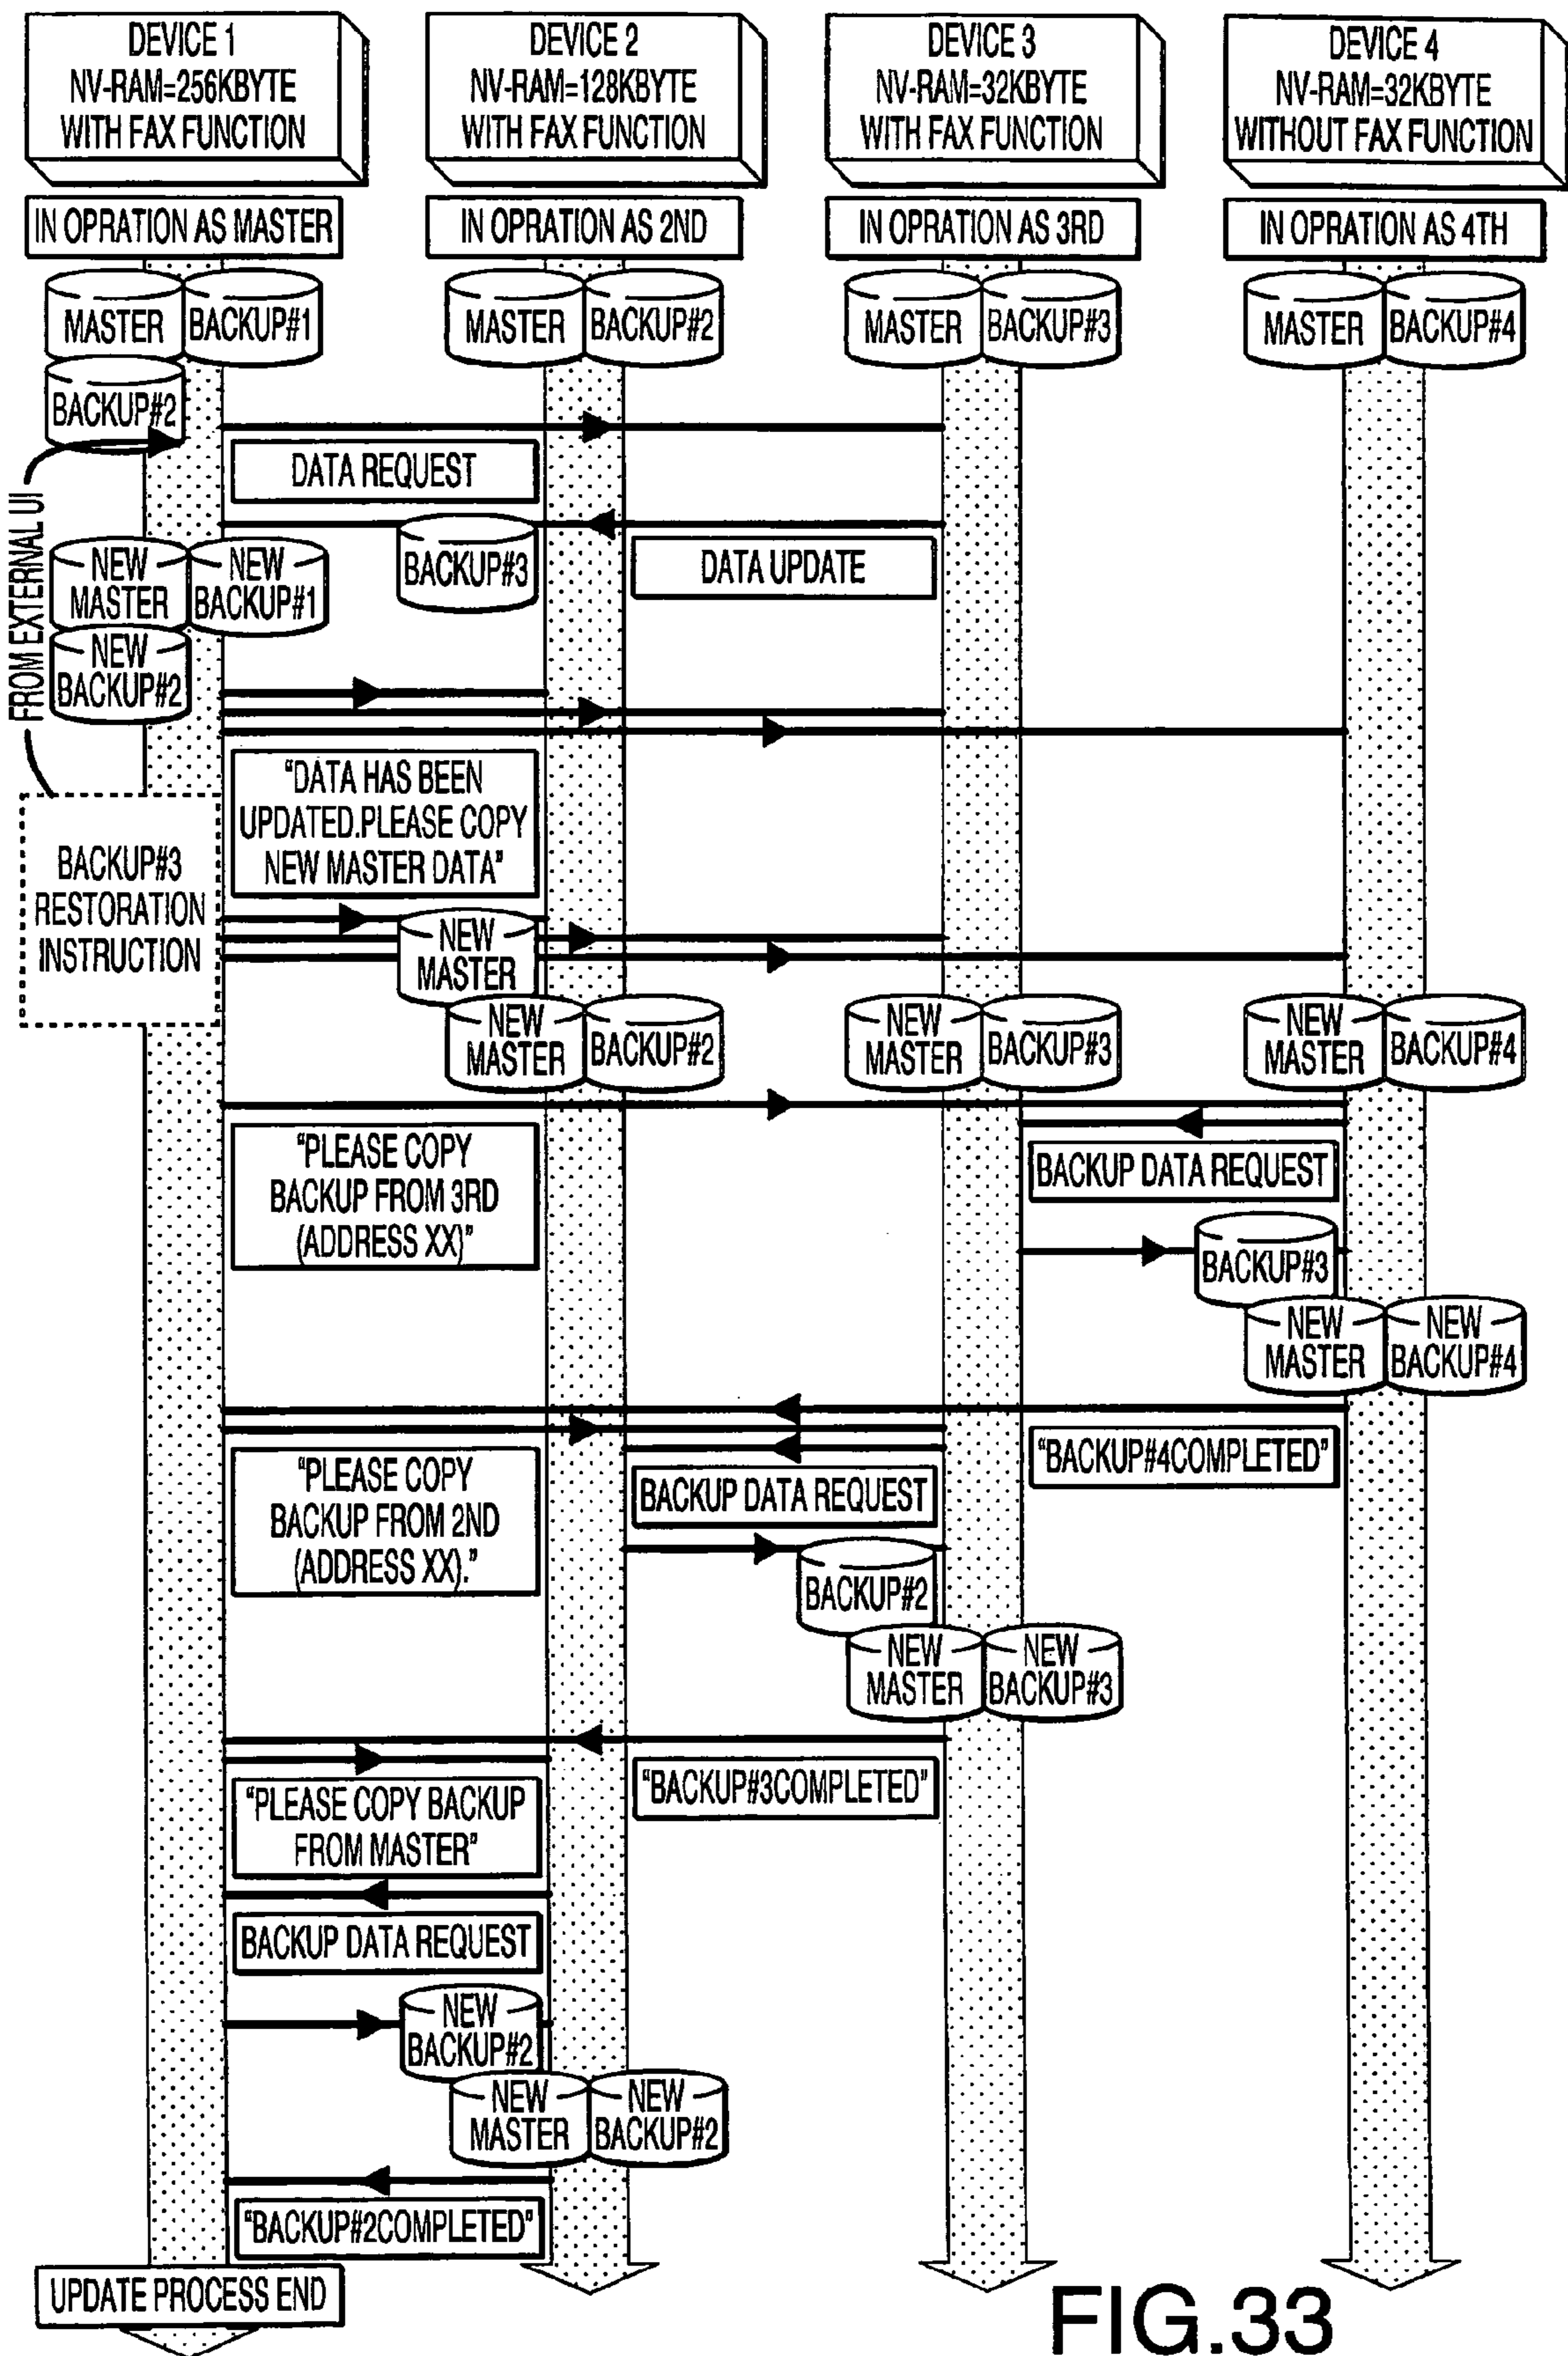 DEVICE 1
NV-RAM=256KBYTE
WITH FAX FUNCTION
DEVICE 2
NV-RAM=128KBYTE
WITH FAX FUNCTION
DEVICE 3
NV-RAM=32KBYTE
WITH FAX FUNCTION
DEVICE 4
NV-RAM=32KBYTE
WITHOUT FAX FUNCTION
IN OPRATION AS MASTER
IN OPRATION AS 2ND
IN OPRATION AS 3RD
IN OPRATION AS 4TH
MASTER
BACKUP#1
MASTER
BACKUP#2
MASTER
BACKUP#3
MASTER
BACKUP#4
BACKUP#2
DATA REQUEST
FROM EXTERNAL UI
BACKUP#3
DATA UPDATE
NEW
MASTER
NEW
BACKUP#1
NEW
BACKUP#2
"DATA HAS BEEN
UPDATED.PLEASE COPY
NEW MASTER DATA"
BACKUP#3
RESTORATION
INSTRUCTION
NEW
MASTER
NEW
MASTER
BACKUP#2
NEW
MASTER
BACKUP#3
NEW
MASTER
BACKUP#4
"PLEASE COPY
BACKUP FROM 3RD
(ADDRESS XX)"
BACKUP DATA REQUEST
BACKUP#3
NEW
MASTER
NEW
BACKUP#4
"BACKUP#4COMPLETED"
"PLEASE COPY
BACKUP FROM 2ND
(ADDRESS XX)."
BACKUP DATA REQUEST
BACKUP#2
NEW
MASTER
NEW
BACKUP#3
"BACKUP#3COMPLETED"
"PLEASE COPY BACKUP
FROM MASTER"
BACKUP DATA REQUEST
NEW
BACKUP#2
NEW
MASTER
NEW
BACKUP#2
"BACKUP#2COMPLETED"
UPDATE PROCESS END
FIG.33